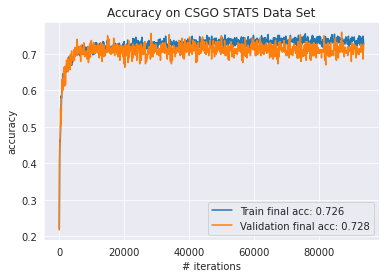 Accuracy on CSGO STATS Data Set
accuracy
0.7
0.6
0.5
0.4
0.3
0.2
Train final acc: 0.726
Validation final acc: 0.728
0 20000 40000 60000 80000
# iterations